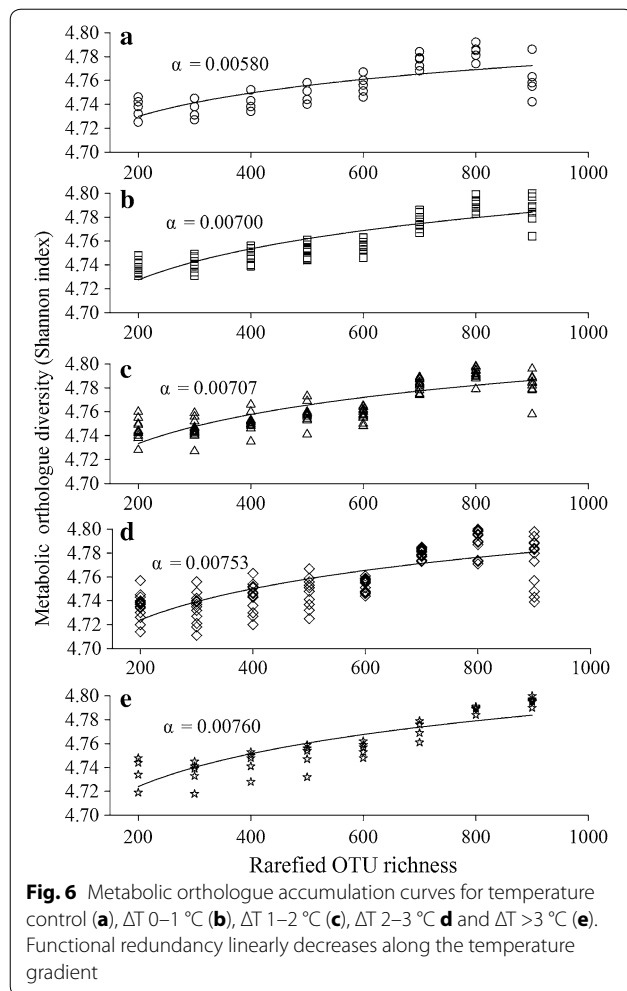 a
α = 0.00580
4.80
4.78
4.76
4.74
4.72
4.70
200 400 600 800 1000
b
α = 0.00700
4.80
4.78
4.76
4.74
4.72
4.70
200 400 600 800 1000
c
α = 0.00707
4.80
4.78
4.76
4.74
4.72
4.70
200 400 600 800 1000
d
α = 0.00753
4.80
4.78
4.76
4.74
4.72
4.70
200 400 600 800 1000
e
α = 0.00760
4.80
4.78
4.76
4.74
4.72
4.70
200 400 600 800 1000
Metabolic orthologue diversity (Shannon index)
Rarefied OTU richness
Fig. 6 Metabolic orthologue accumulation curves for temperature
control (a), ΔT 0–1 °C (b), ΔT 1–2 °C (c), ΔT 2–3 °C d and ΔT >3 °C (e).
Functional redundancy linearly decreases along the temperature
gradient